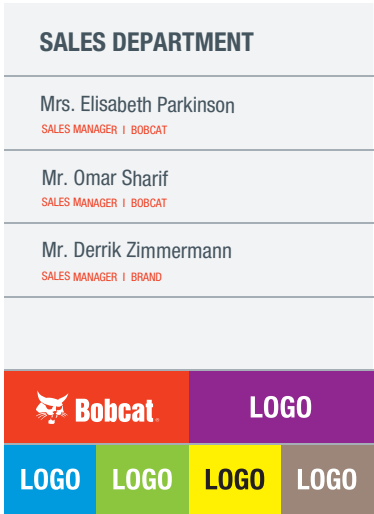 SALES DEPARTMENT
Mrs. Elisabeth Parkinson
SALES MANAGER | BOBCAT
Mr. Omar Sharif
SALES MANAGER | BOBCAT
Mr. Derrik Zimmermann
SALES MANAGER | BRAND
Bobcat. LOGO
LOGO LOGO LOGO LOGO